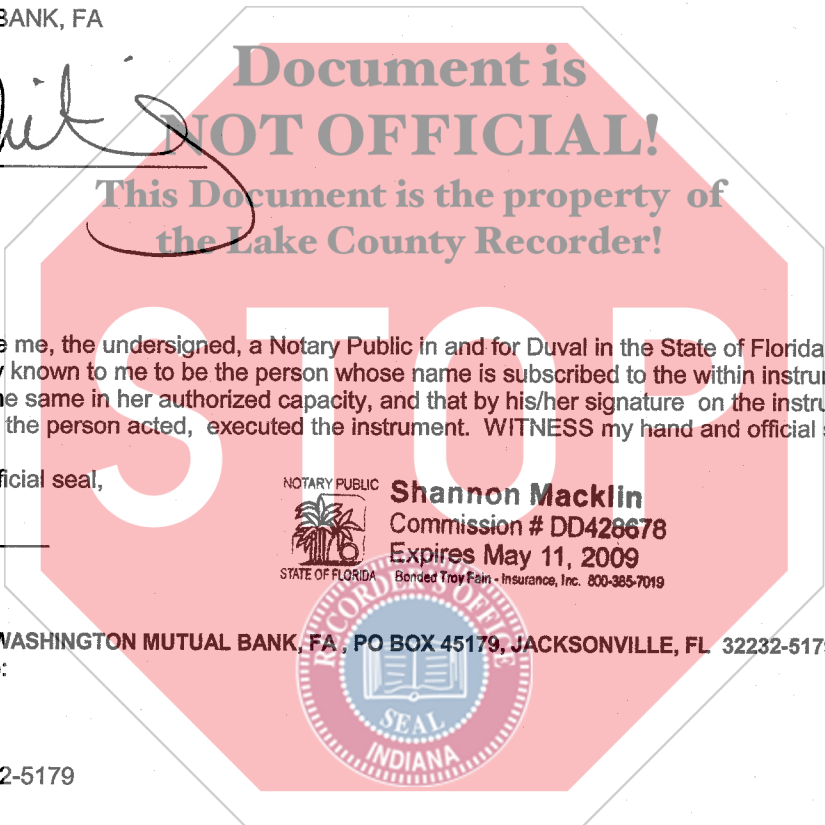 BANK, FA
Document is
NOT OFFICIAL!
This Document is the property of
the Lake County Recorder!
STOP
e me, the undersigned, a Notary Public in and for Duval in the State of Florida
y known to me to be the person whose name is subscribed to the within instru
e same in her authorized capacity, and that by his/her signature on the instru
the person acted, executed the instrument. WITNESS my hand and official s
ficial seal,
NOTARY PUBLIC
STATE OF FLORIDA
Shannon Macklin
Commission # DD428678
Expires May 11, 2009
Bonded Troy Fain - Insurance, Inc. 800-385-7019
WASHINGTON MUTUAL BANK, FA , PO BOX 45179, JACKSONVILLE, FL 32232-5179
:
RECORDER'S OFFICE
SEAL
INDIANA
2-5179